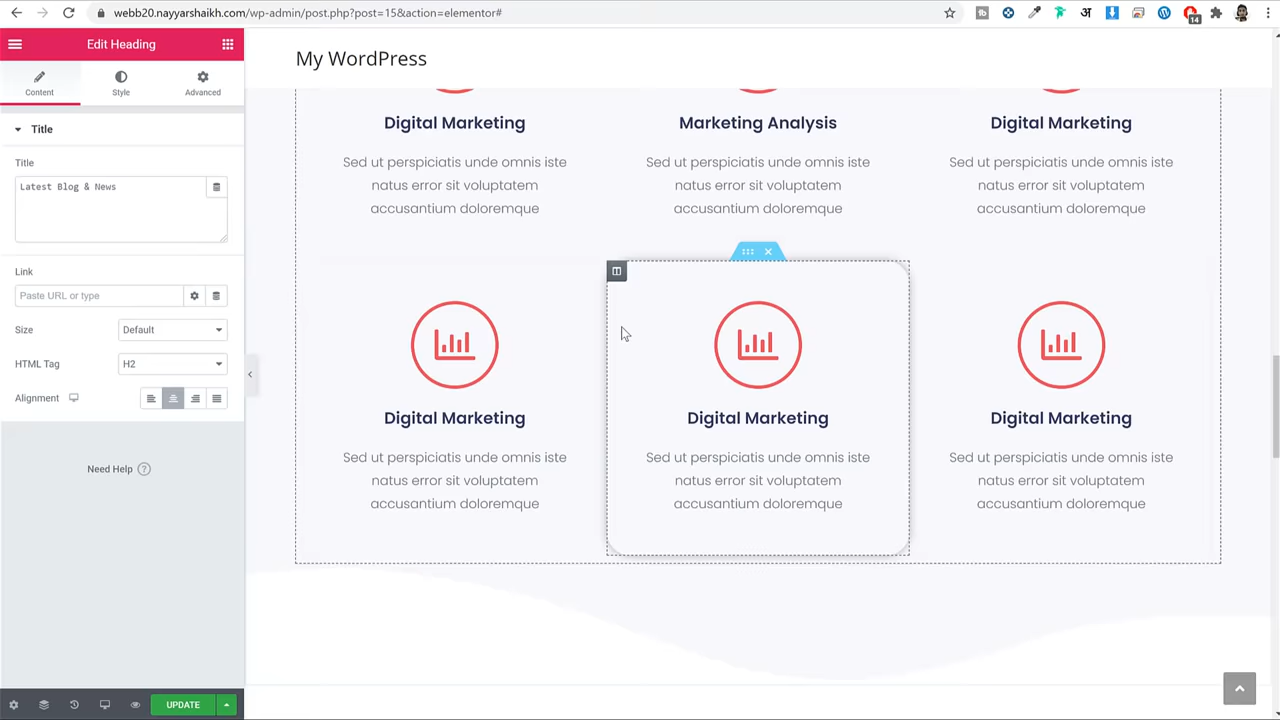 webb20.nayyarshaikh.com/wp-admin/post.php?post=15&action=elementor#
अ
14
Edit Heading
Content
Style
Advanced
Title
Title
Latest Blog & News
Link
Paste URL or type
Size
Default
HTML Tag
H2
Alignment
Need Help ?
UPDATE
My WordPress
Digital Marketing
Sed ut perspiciatis unde omnis iste
natus error sit voluptatem
accusantium doloremque
Marketing Analysis
Sed ut perspiciatis unde omnis iste
natus error sit voluptatem
accusantium doloremque
Digital Marketing
Sed ut perspiciatis unde omnis iste
natus error sit voluptatem
accusantium doloremque
Digital Marketing
Sed ut perspiciatis unde omnis iste
natus error sit voluptatem
accusantium doloremque
Digital Marketing
Sed ut perspiciatis unde omnis iste
natus error sit voluptatem
accusantium doloremque
Digital Marketing
Sed ut perspiciatis unde omnis iste
natus error sit voluptatem
accusantium doloremque